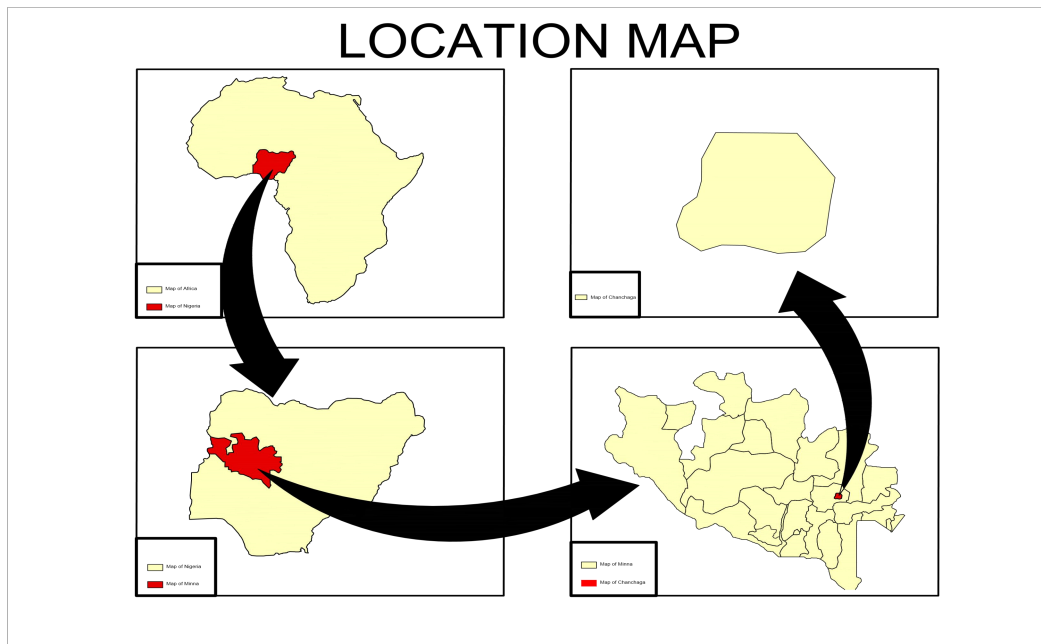 LOCATION MAP
Map of Africa
Map of Nigeria
Map of Chanchaga
Map of Nigeria
Map of Minna
Map of Minna
Map of Chanchaga